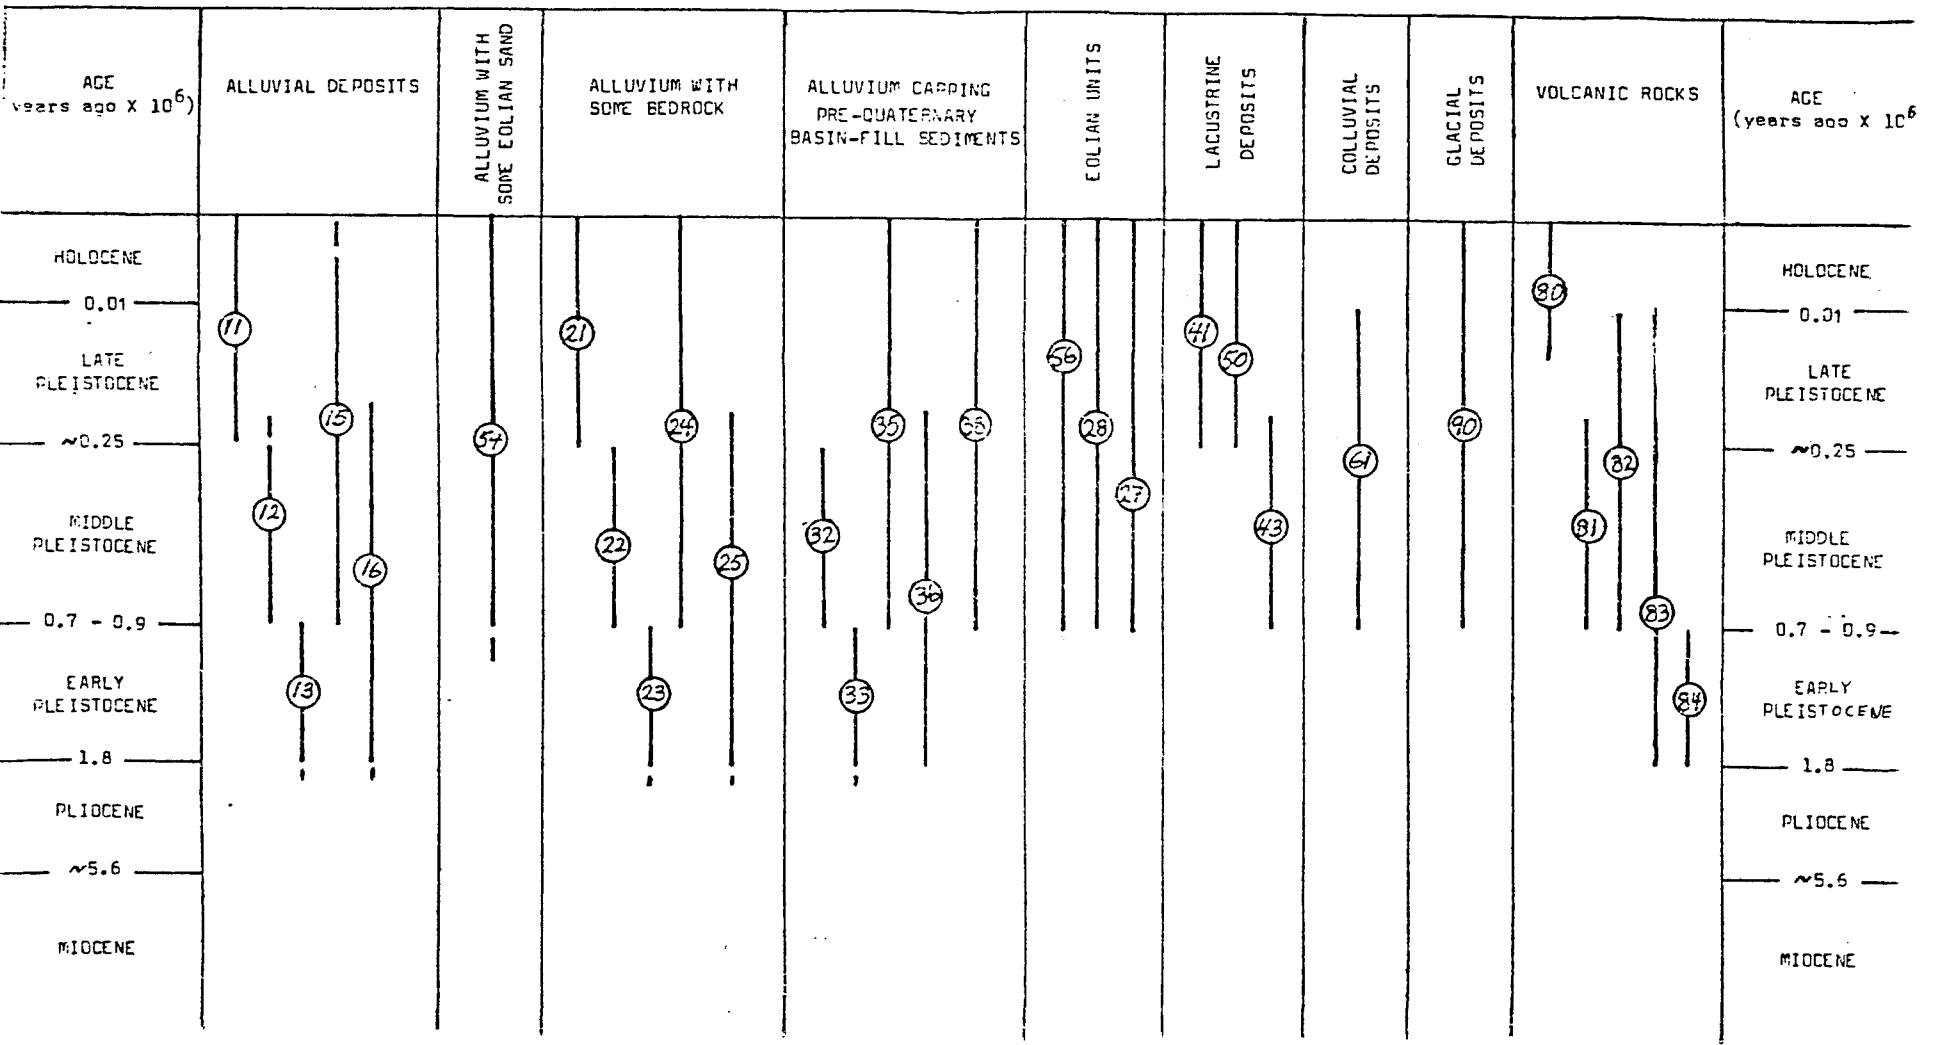 AGE
years ago X 10⁶)
ALLUVIAL DEPOSITS
ALLUVIUM WITH
SOME EOLIAN SAND
ALLUVIUM WITH
SOME BEDROCK
ALLUVIUM CAPPING
PRE-QUATERNARY
BASIN-FILL SEDIMENTS
EOLIAN UNITS
LACUSTRINE
DEPOSITS
COLLUVIAL
DEPOSITS
GLACIAL
DEPOSITS
VOLCANIC ROCKS
AGE
(years ago X 10⁶
HOLOCENE
0.01
LATE
PLEISTOCENE
~0.25
MIDDLE
PLEISTOCENE
0.7 - 0.9
EARLY
PLEISTOCENE
1.8
PLIOCENE
~5.6
MIOCENE
11
12
13
15
16
54
21
22
23
24
25
32
33
35
36
56
28
27
41
50
43
61
90
80
81
82
83
84
HOLOCENE
0.01
LATE
PLEISTOCENE
~0.25
MIDDLE
PLEISTOCENE
0.7 - 0.9
EARLY
PLEISTOCENE
1.8
PLIOCENE
~5.6
MIOCENE